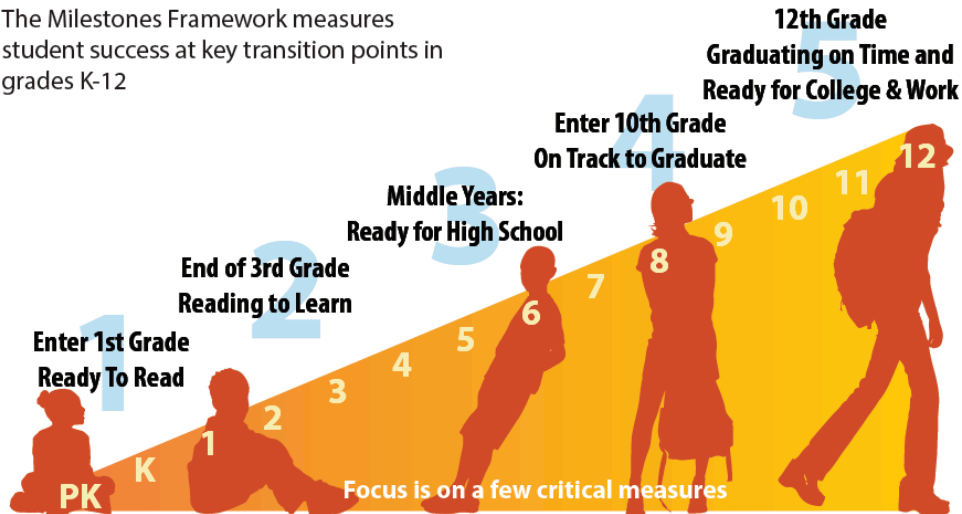 The Milestones Framework measures
student success at key transition points in
grades K-12
1
Enter 1st Grade
Ready To Read
2
End of 3rd Grade
Reading to Learn
3
Middle Years:
Ready for High School
4
Enter 10th Grade
On Track to Graduate
5
12th Grade
Graduating on Time and
Ready for College & Work
PK
K
1
2
3
4
5
6
7
8
9
10
11
12
Focus is on a few critical measures